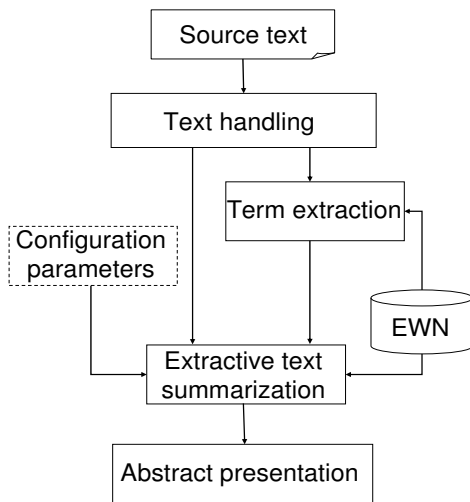 Source text
Text handling
Term extraction
Configuration
parameters
EWN
Extractive text
summarization
Abstract presentation